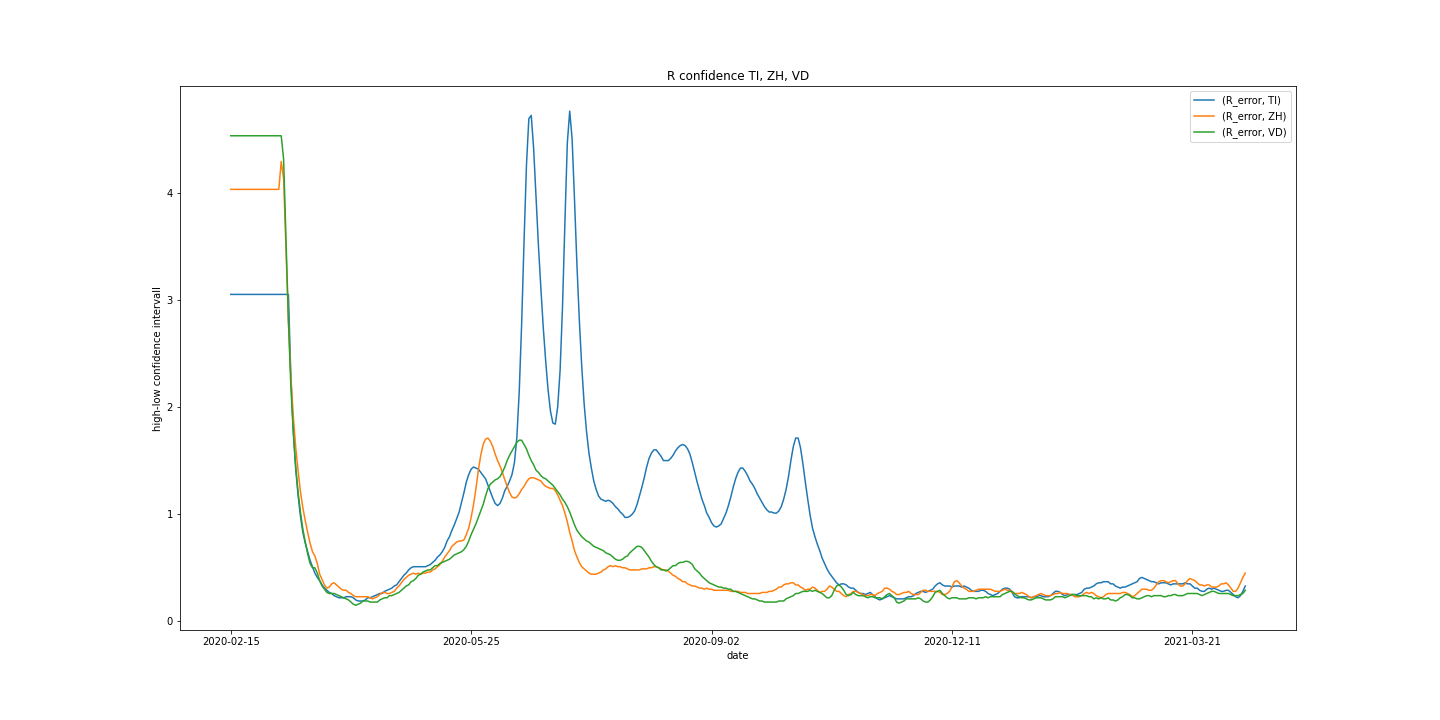 R confidence TI, ZH, VD
(R_error, TI)
(R_error, ZH)
(R_error, VD)
high-low confidence intervall
4
3
2
1
0
2020-02-15
2020-05-25
2020-09-02
2020-12-11
2021-03-21
date